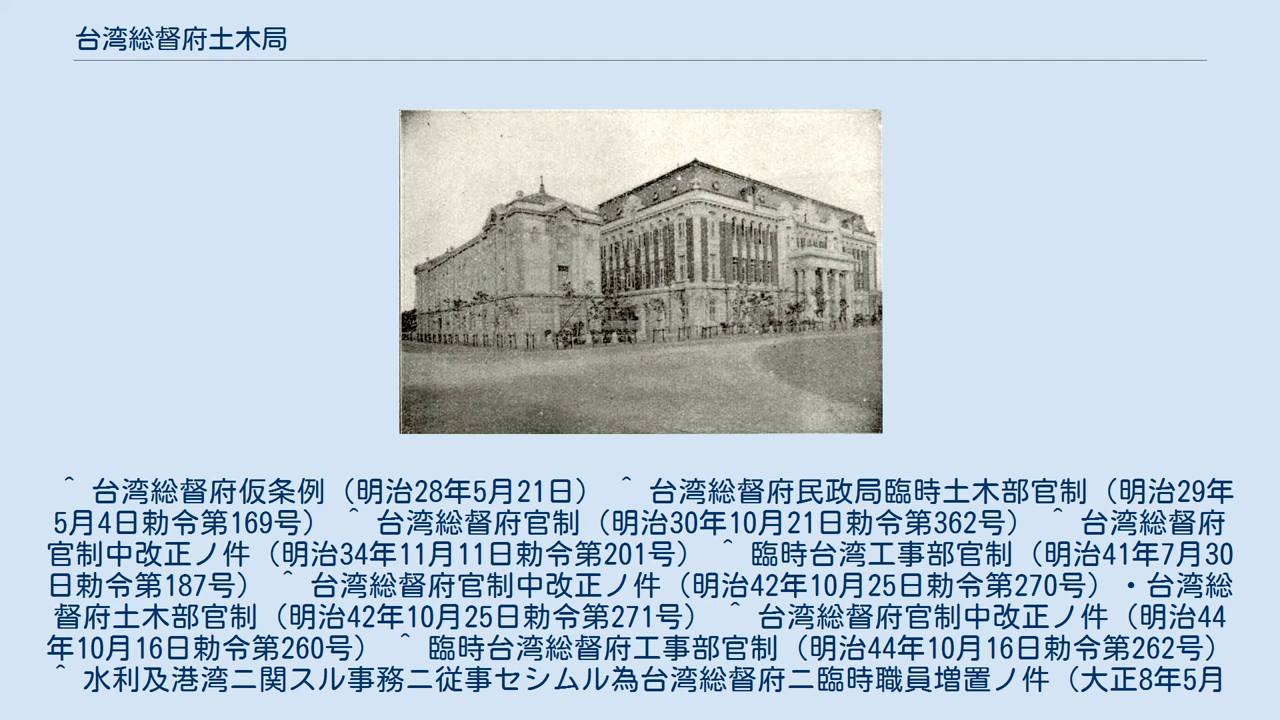 台湾総督府土木局
^ 台湾総督府仮条例（明治28年5月21日） ^ 台湾総督府民政局臨時土木部官制（明治29年
5月4日勅令第169号） ^ 台湾総督府官制（明治30年10月21日勅令第362号） ^ 台湾総督府
官制中改正ノ件（明治34年11月11日勅令第201号） ^ 臨時台湾工事部官制（明治41年7月30
日勅令第187号） ^ 台湾総督府官制中改正ノ件（明治42年10月25日勅令第270号）・台湾総
督府土木部官制（明治42年10月25日勅令第271号） ^ 台湾総督府官制中改正ノ件（明治44
年10月16日勅令第260号） ^ 臨時台湾総督府工事部官制（明治44年10月16日勅令第262号）
^ 水利及港湾ニ関スル事務ニ従事セシムル為台湾総督府ニ臨時職員増置ノ件（大正8年5月